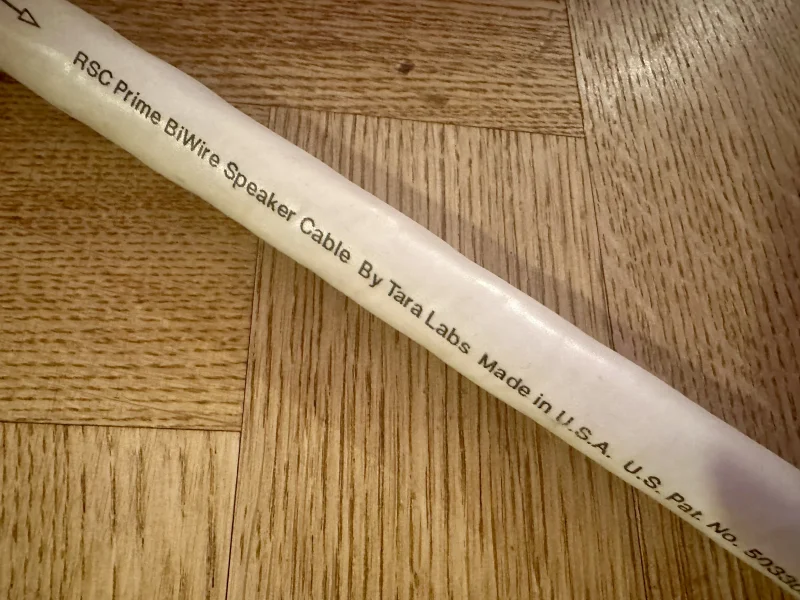 RSC Prime BiWire Speaker Cable By Tara Labs Made in U.S.A. U.S. Pat. No.